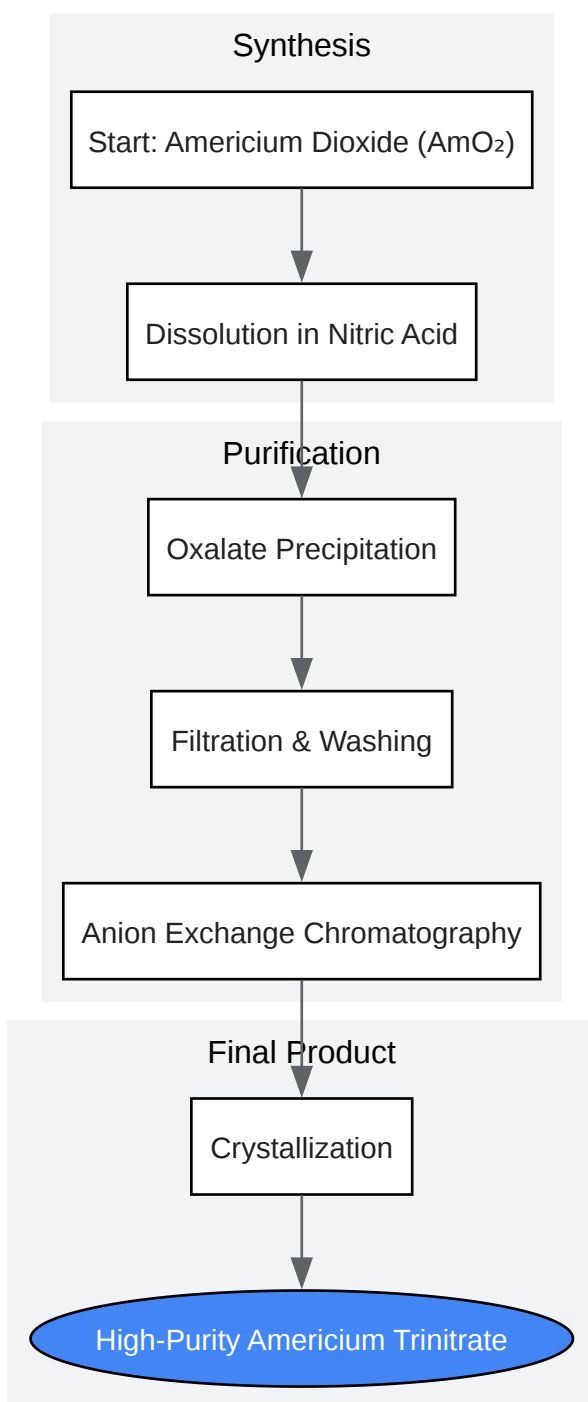 Synthesis
Start: Americium Dioxide (AmO₂)
Dissolution in Nitric Acid
Purification
Oxalate Precipitation
Filtration & Washing
Anion Exchange Chromatography
Final Product
Crystallization
High-Purity Americium Trinitrate